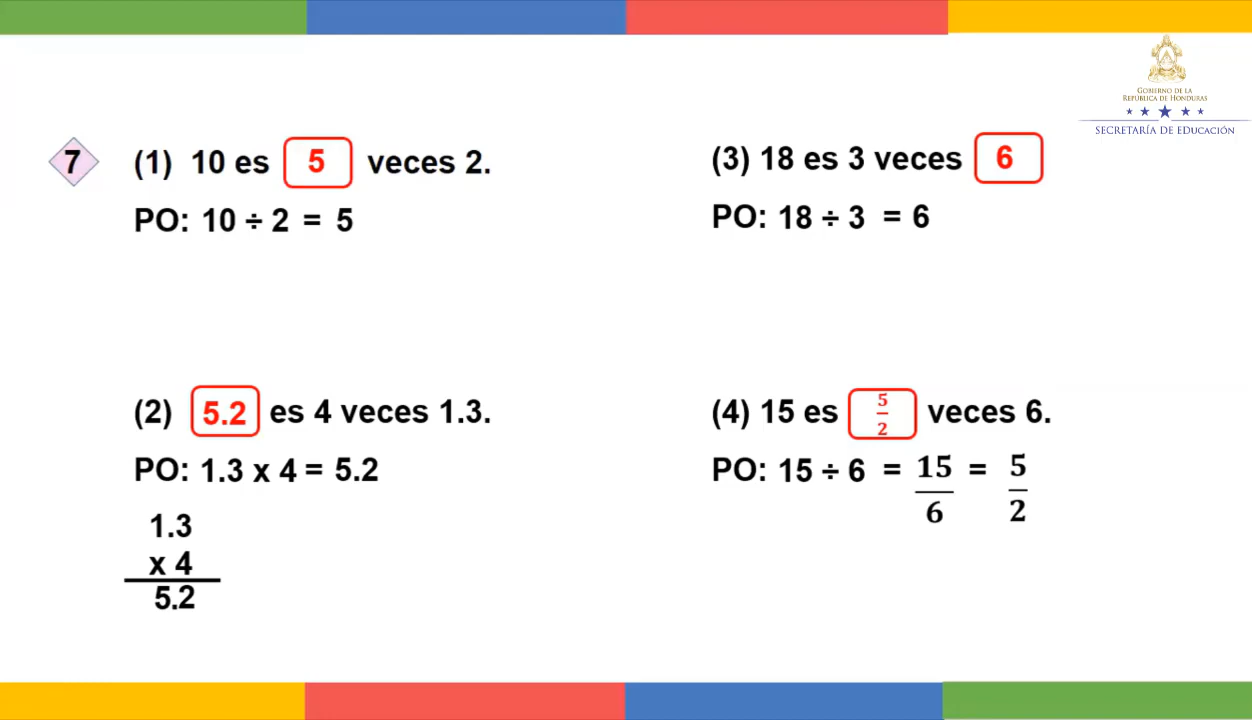 GOBIERNO DE LA
REPÚBLICA DE HONDURAS
SECRETARÍA DE EDUCACIÓN
7
(1) 10 es 5 veces 2.
PO: 10 ÷ 2 = 5
(3) 18 es 3 veces 6
PO: 18 ÷ 3 = 6
(2) 5.2 es 4 veces 1.3.
PO: 1.3 x 4 = 5.2
1.3
x 4
5.2
(4) 15 es 5/2 veces 6.
PO: 15 ÷ 6 = 15/6 = 5/2